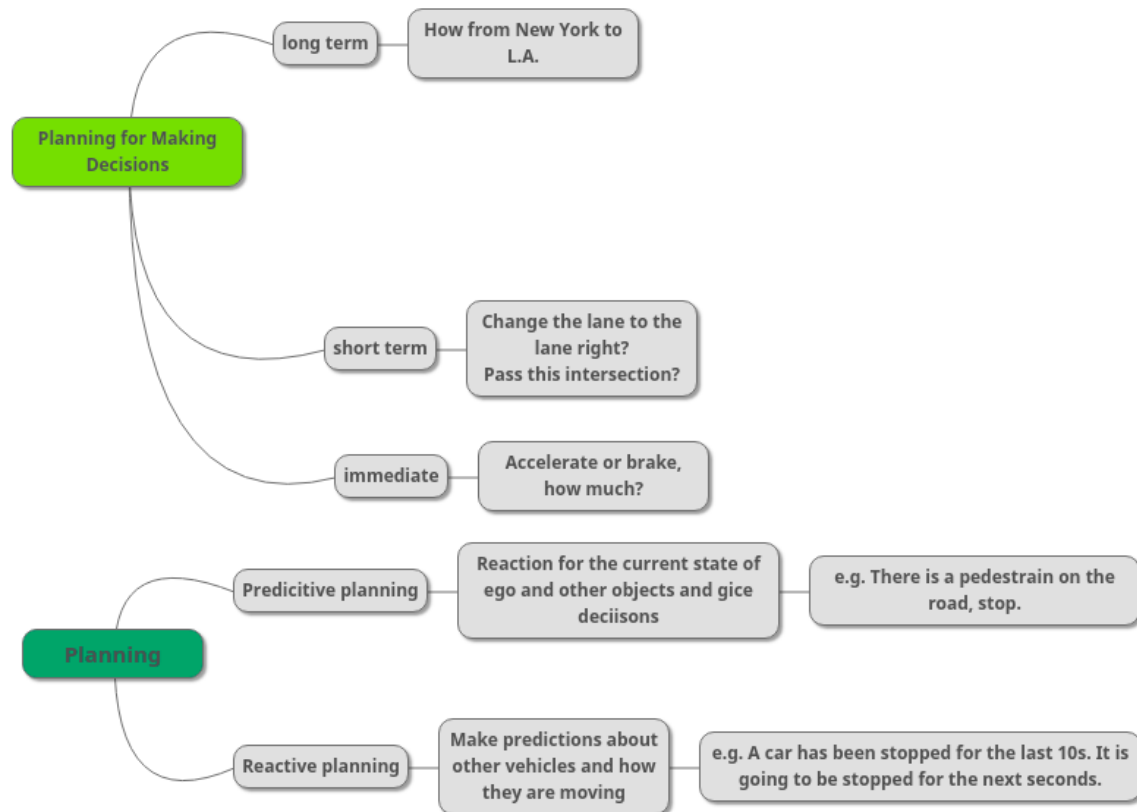 long term
How from New York to
L.A.
Planning for Making
Decisions
short term
Change the lane to the
lane right?
Pass this intersection?
immediate
Accelerate or brake,
how much?
Predicitive planning
Reaction for the current state of
ego and other objects and gice
deciisons
e.g. There is a pedestrain on the
road, stop.
Planning
Reactive planning
Make predictions about
other vehicles and how
they are moving
e.g. A car has been stopped for the last 10s. It is
going to be stopped for the next seconds.